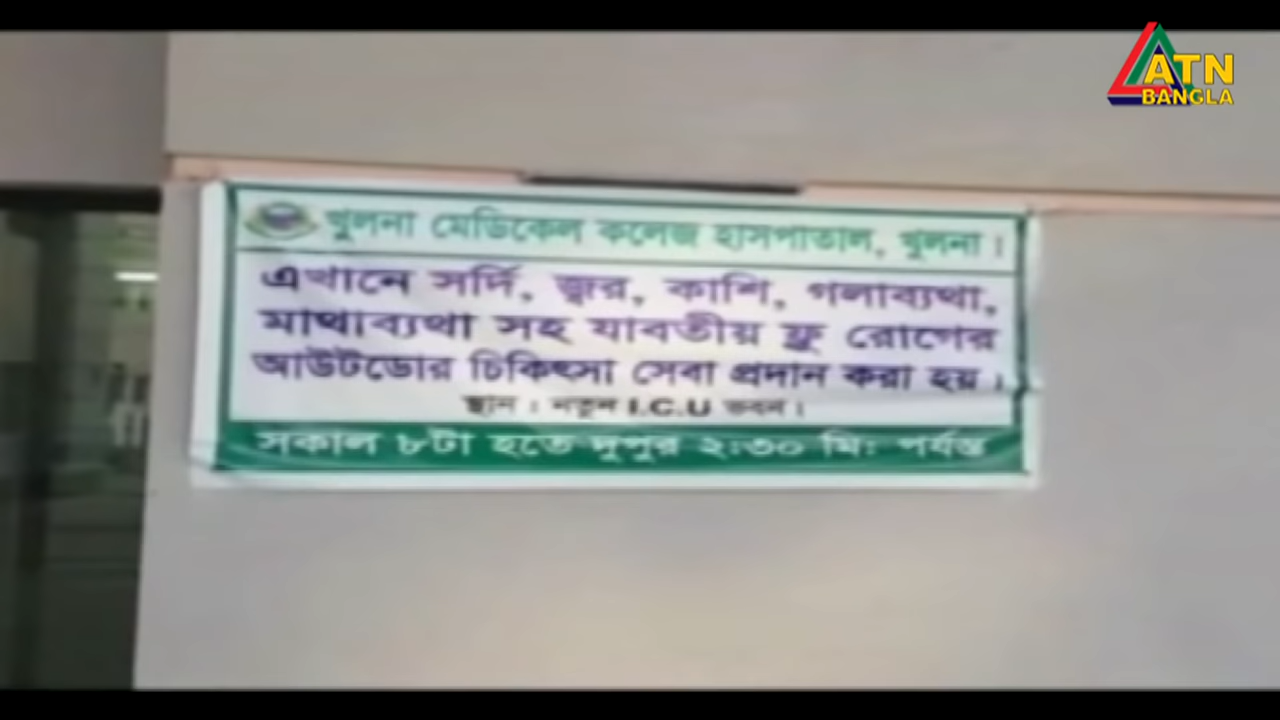 ATN
BANGLA
খুলনা মেডিকেল কলেজ হাসপাতাল, খুলনা।
এখানে সর্দি, জ্বর, কাশি, গলাব্যথা,
মাথাব্যথা সহ যাবতীয় ফ্লু রোগের
আউটডোর চিকিৎসা সেবা প্রদান করা হয়।
স্থান : নতুন I.C.U ভবন।
সকাল ৮টা হতে দুপুর ২:৩০ মি: পর্যন্ত